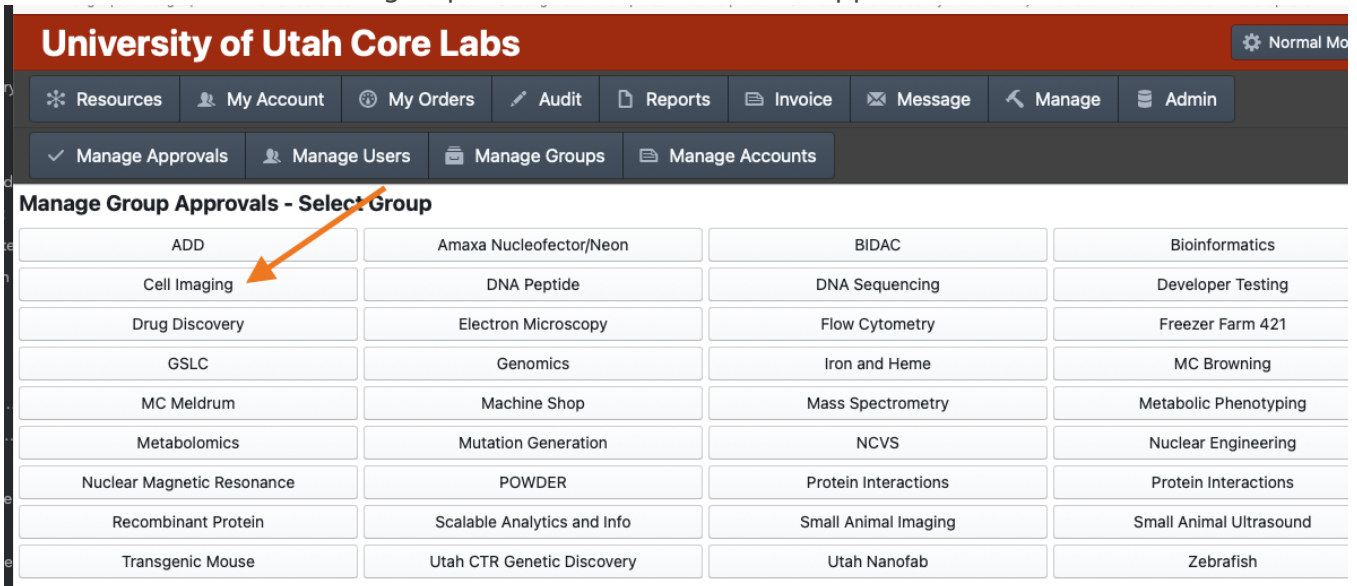 University of Utah Core Labs
Normal Mo
Resources My Account My Orders Audit Reports Invoice Message Manage Admin
Manage Approvals Manage Users Manage Groups Manage Accounts
Manage Group Approvals - Select Group
ADD Amaxa Nucleofector/Neon BIDAC Bioinformatics
Cell Imaging DNA Peptide DNA Sequencing Developer Testing
Drug Discovery Electron Microscopy Flow Cytometry Freezer Farm 421
GSLC Genomics Iron and Heme MC Browning
MC Meldrum Machine Shop Mass Spectrometry Metabolic Phenotyping
Metabolomics Mutation Generation NCVS Nuclear Engineering
Nuclear Magnetic Resonance POWDER Protein Interactions Protein Interactions
Recombinant Protein Scalable Analytics and Info Small Animal Imaging Small Animal Ultrasound
Transgenic Mouse Utah CTR Genetic Discovery Utah Nanofab Zebrafish